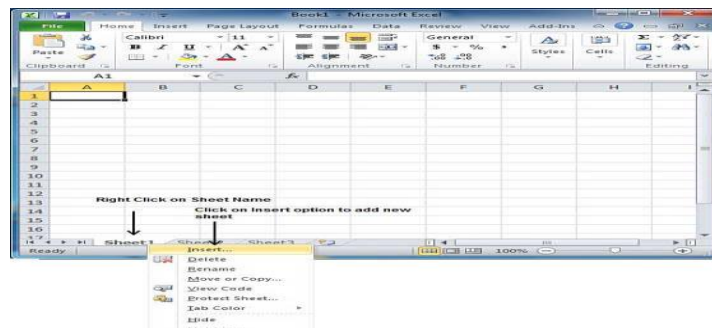 Book1 - Microsoft Excel
File Home Insert Page Layout Formulas Data Review View Add-Ins
Calibri 11 General
Paste B I U A A $ % Styles Cells
Clipboard Font Alignment Number Editing
A1 fx
A B C D E F G H I
1
2
3
4
5
6
7
8
9
10
11
12
13
14
15
16
17
Right Click on Sheet Name
Click on Insert option to add new
sheet
Sheet1 Sheet3
Ready 100%
Insert...
Delete
Rename
Move or Copy...
View Code
Protect Sheet...
Tab Color
Hide